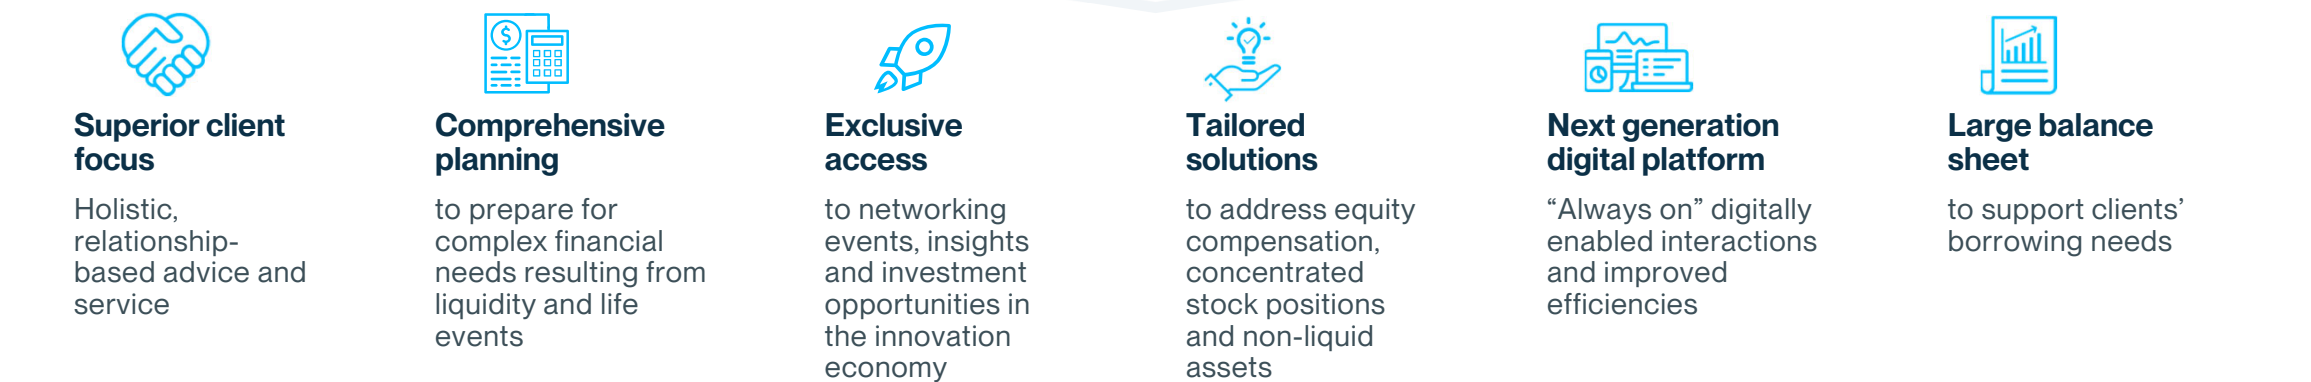 Superior client
focus
Holistic,
relationship-
based advice and
service
Comprehensive
planning
to prepare for
complex financial
needs resulting from
liquidity and life
events
Exclusive
access
to networking
events, insights
and investment
opportunities in
the innovation
economy
Tailored
solutions
to address equity
compensation,
concentrated
stock positions
and non-liquid
assets
Next generation
digital platform
“Always on” digitally
enabled interactions
and improved
efficiencies
Large balance
sheet
to support clients’
borrowing needs